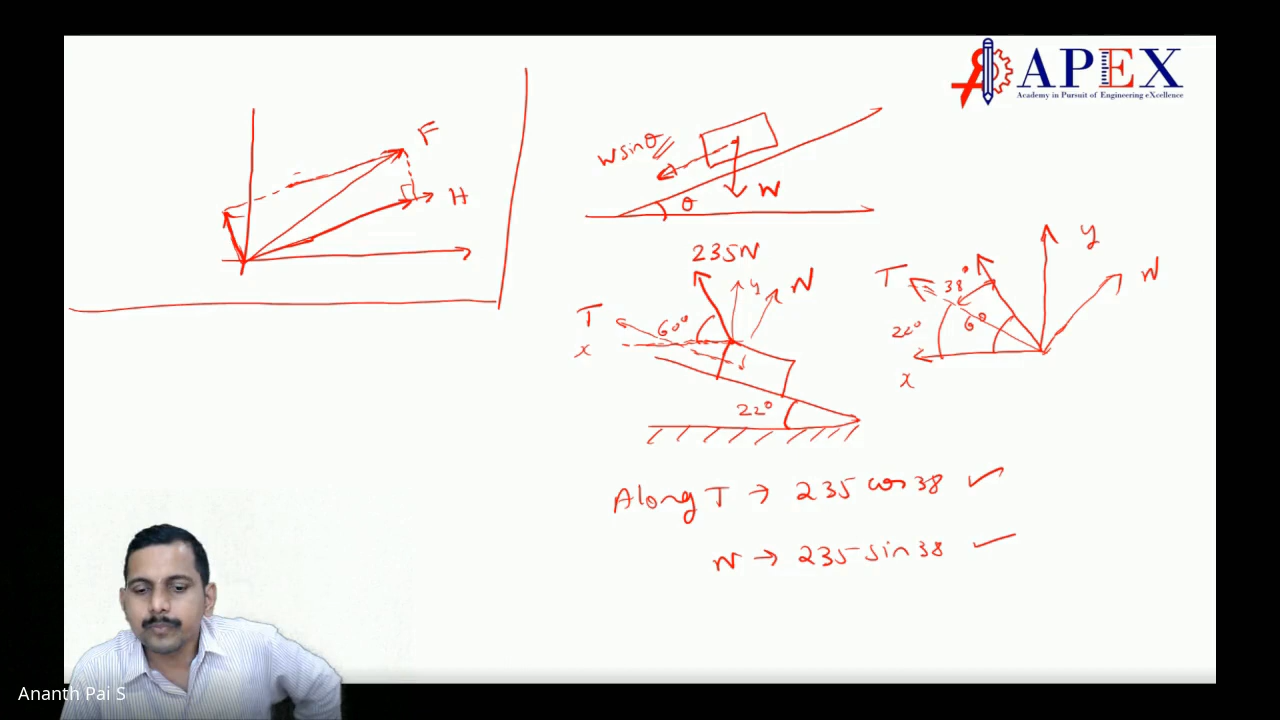 APEX
Academy in Pursuit of Engineering eXcellence
F
H
W sin θ
W
θ
235N
T
60°
y
N
x
22°
y
T
38°
N
22°
60
x
Along T → 235 cos 38 ✓
N → 235 sin 38 ✓
Ananth Pai S